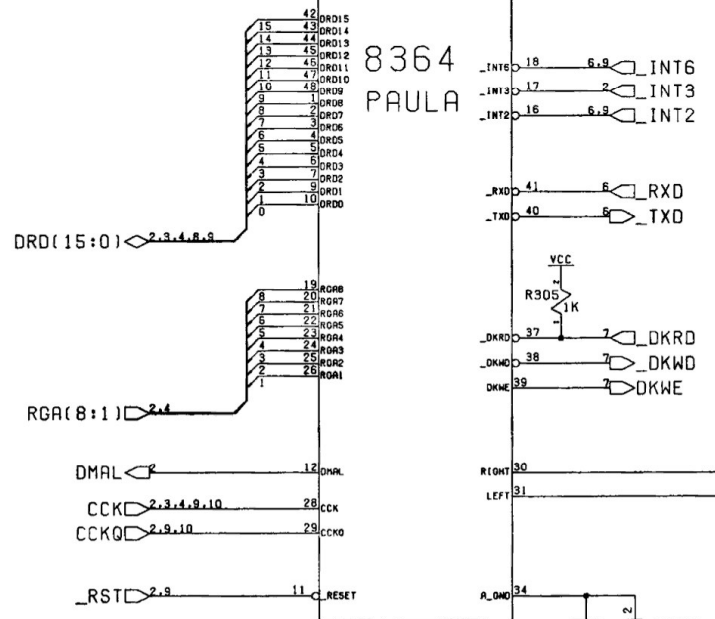 42 DRD15
15 43 DRD14
14 44 DRD13
13 45 DRD12
12 46 DRD11
11 47 DRD10
10 48 DRD9
9 1 DRD8
8 2 DRD7
7 3 DRD6
6 4 DRD5
5 5 DRD4
4 6 DRD3
3 7 DRD2
2 9 DRD1
1 10 DRD0
0
DRD(15:0) 2,3,4,8,9
8364
PAULA
_INT6 18 6,9 _INT6
_INT3 17 2 _INT3
_INT2 16 6,9 _INT2
_RXD 41 6 _RXD
_TXD 40 6 _TXD
VCC
2
R305
1K
1
_DKRD 37 7 _DKRD
_DKWD 38 7 _DKWD
DKWE 39 7 DKWE
19 RGA8
8 20 RGA7
7 21 RGA6
6 22 RGA5
5 23 RGA4
4 24 RGA3
3 25 RGA2
2 26 RGA1
1
RGA(8:1) 2,4
DMAL 2 12 DMAL
CCK 2,3,4,9,10 28 CCK
CCKQ 2,9,10 29 CCKQ
_RST 2,9 11 _RESET
RIGHT 30
LEFT 31
A_GND 34
2